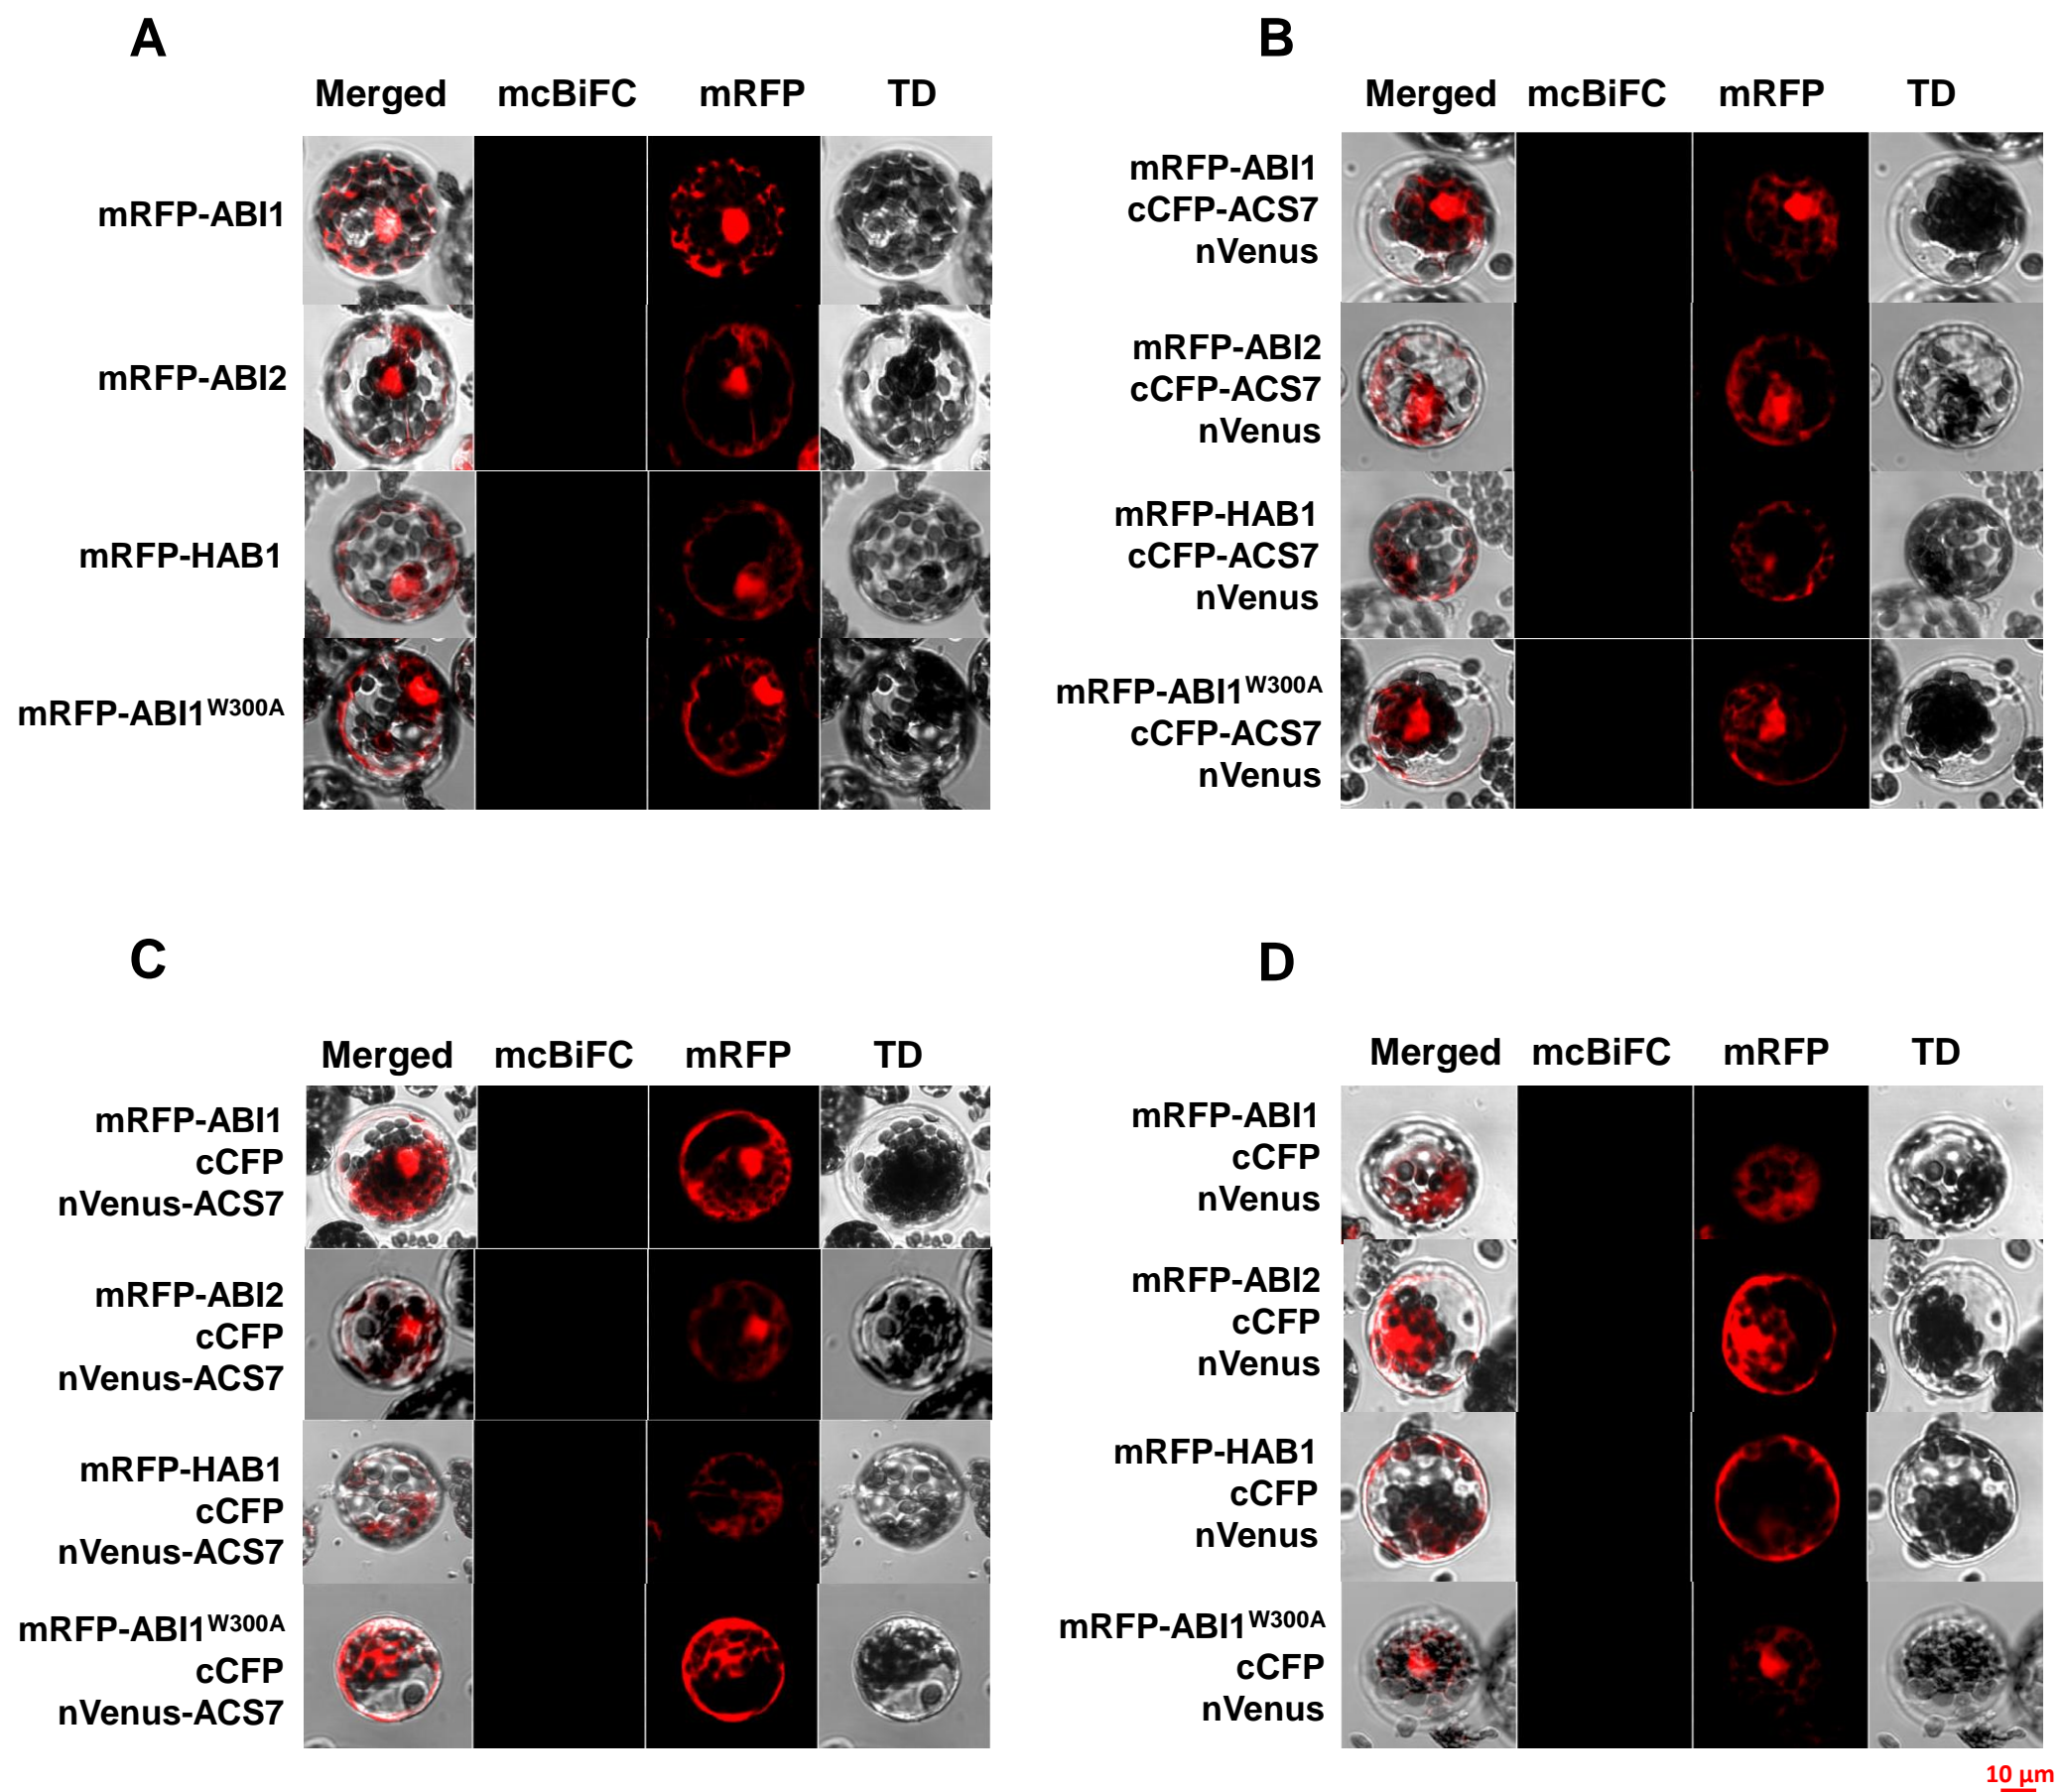 A
Merged mcBiFC mRFP TD
mRFP-ABI1
mRFP-ABI2
mRFP-HAB1
mRFP-ABI1W300A
B
Merged mcBiFC mRFP TD
mRFP-ABI1
cCFP-ACS7
nVenus
mRFP-ABI2
cCFP-ACS7
nVenus
mRFP-HAB1
cCFP-ACS7
nVenus
mRFP-ABI1W300A
cCFP-ACS7
nVenus
C
Merged mcBiFC mRFP TD
mRFP-ABI1
cCFP
nVenus-ACS7
mRFP-ABI2
cCFP
nVenus-ACS7
mRFP-HAB1
cCFP
nVenus-ACS7
mRFP-ABI1W300A
cCFP
nVenus-ACS7
D
Merged mcBiFC mRFP TD
mRFP-ABI1
cCFP
nVenus
mRFP-ABI2
cCFP
nVenus
mRFP-HAB1
cCFP
nVenus
mRFP-ABI1W300A
cCFP
nVenus
10 µm